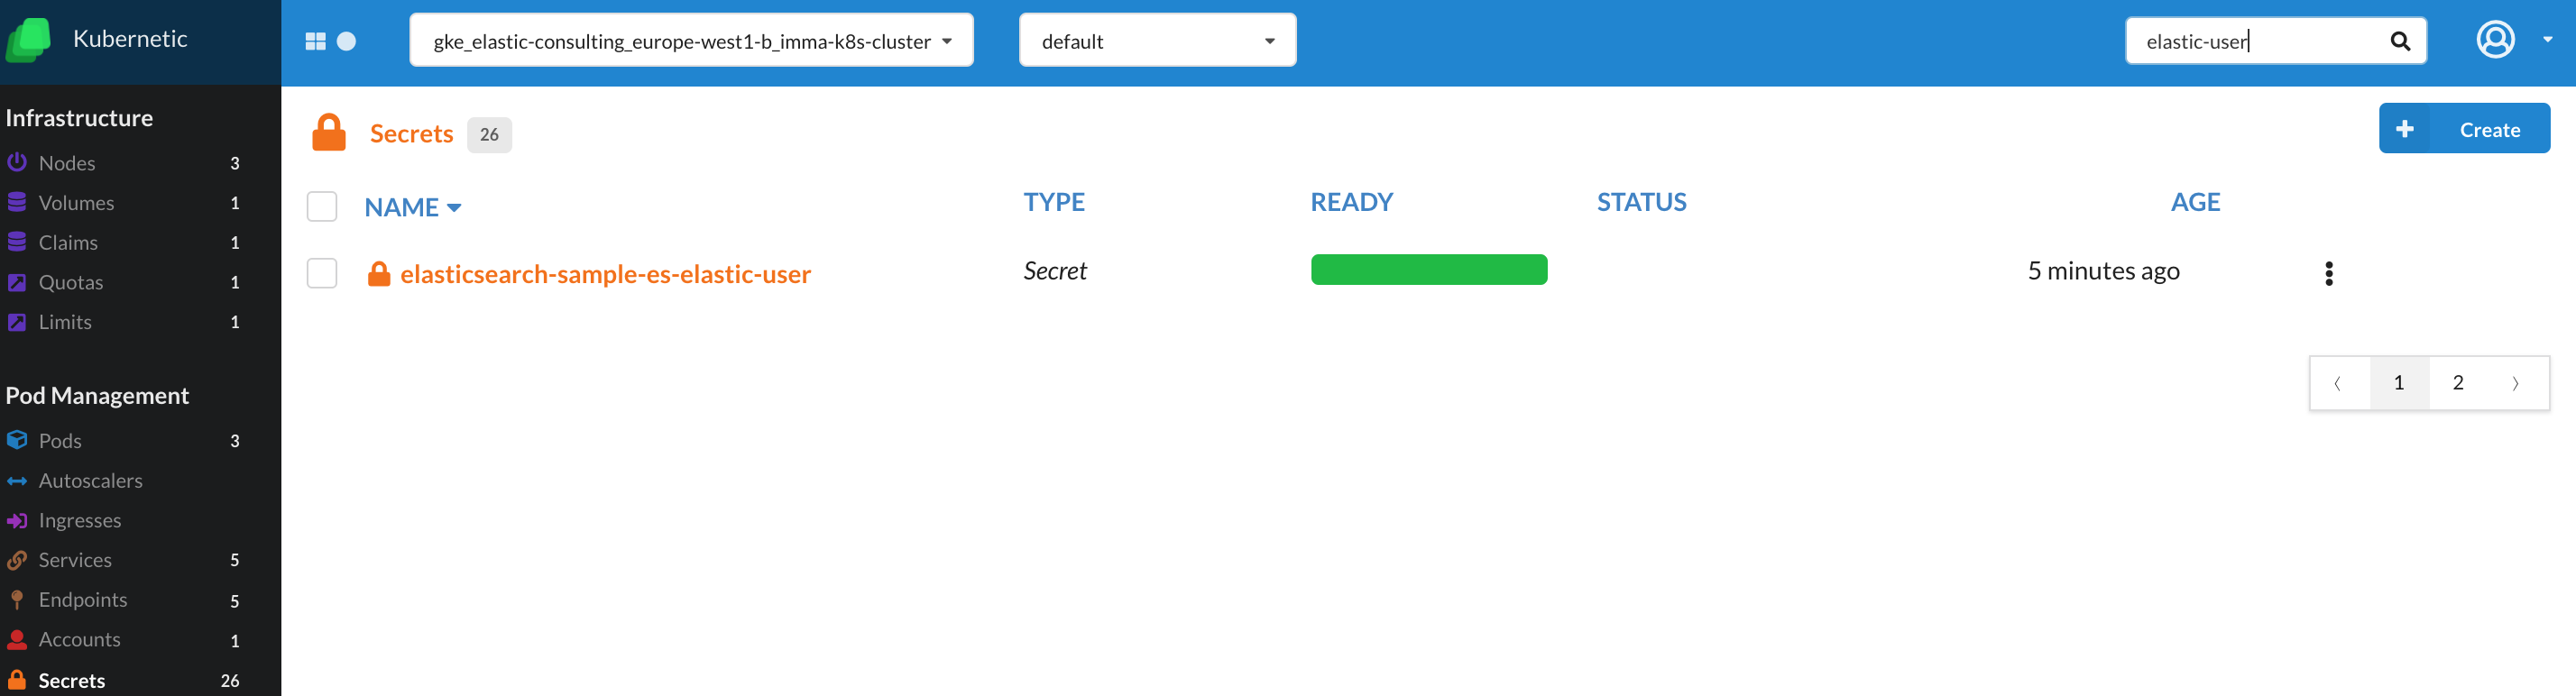 Kubernetic
gke_elastic-consulting_europe-west1-b_imma-k8s-cluster
default
elastic-user
Infrastructure
Nodes 3
Volumes 1
Claims 1
Quotas 1
Limits 1
Pod Management
Pods 3
Autoscalers
Ingresses
Services 5
Endpoints 5
Accounts 1
Secrets 26
Secrets 26
Create
NAME TYPE READY STATUS AGE
elasticsearch-sample-es-elastic-user Secret 5 minutes ago
1 2